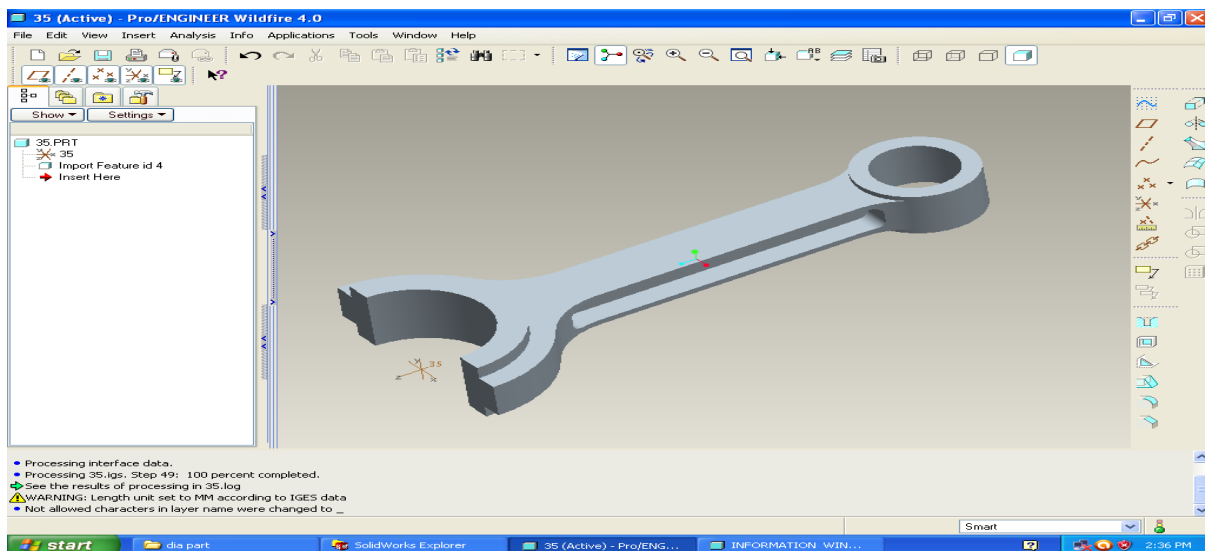 35 (Active) - Pro/ENGINEER Wildfire 4.0
File Edit View Insert Analysis Info Applications Tools Window Help
Show Settings
35.PRT
35
Import Feature id 4
Insert Here
35
Y
Z
X
Processing interface data.
Processing 35.igs. Step 49: 100 percent completed.
See the results of processing in 35.log
WARNING: Length unit set to MM according to IGES data
Not allowed characters in layer name were changed to _
Smart
start dia part SolidWorks Explorer 35 (Active) - Pro/ENG... INFORMATION WIN... 2:36 PM